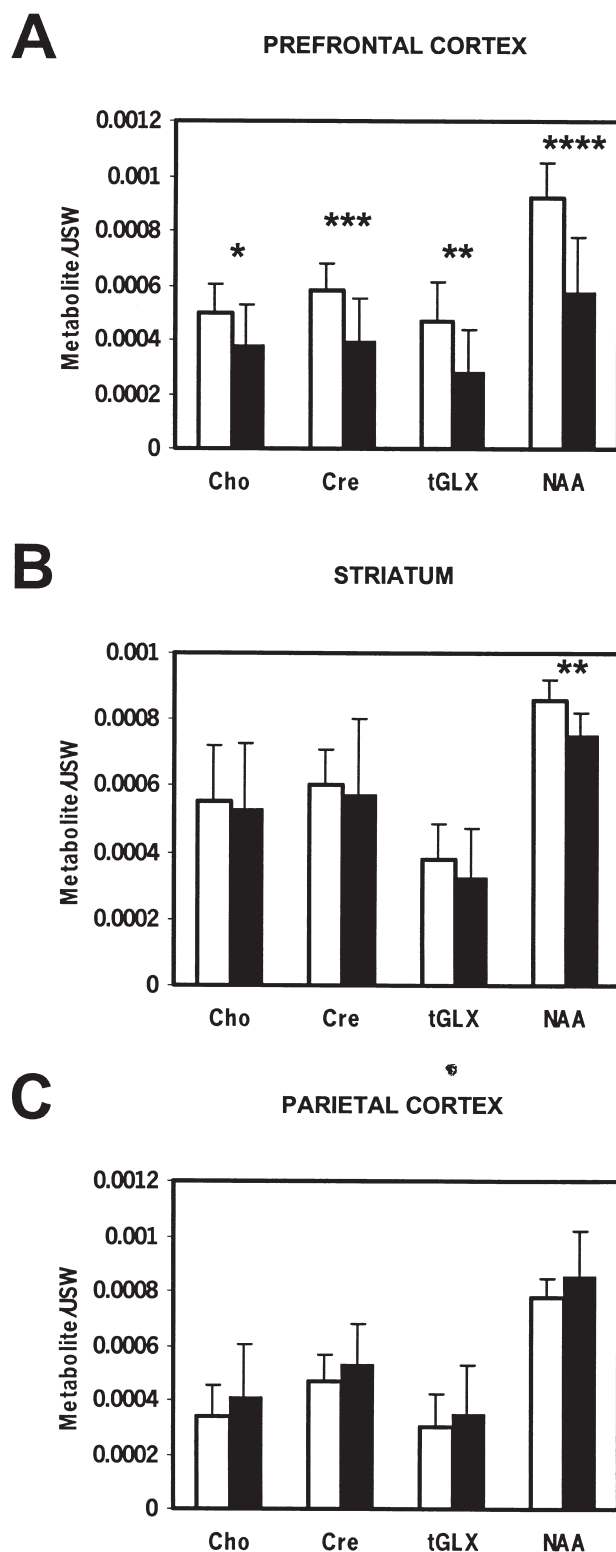 A
PREFRONTAL CORTEX
Metabolite/USW
0.0012
0.001
0.0008
0.0006
0.0004
0.0002
0
*
***
**
****
Cho Cre tGLX NAA
B
STRIATUM
Metabolite/USW
0.001
0.0008
0.0006
0.0004
0.0002
0
**
Cho Cre tGLX NAA
C
PARIETAL CORTEX
Metabolite/USW
0.0012
0.001
0.0008
0.0006
0.0004
0.0002
0
Cho Cre tGLX NAA